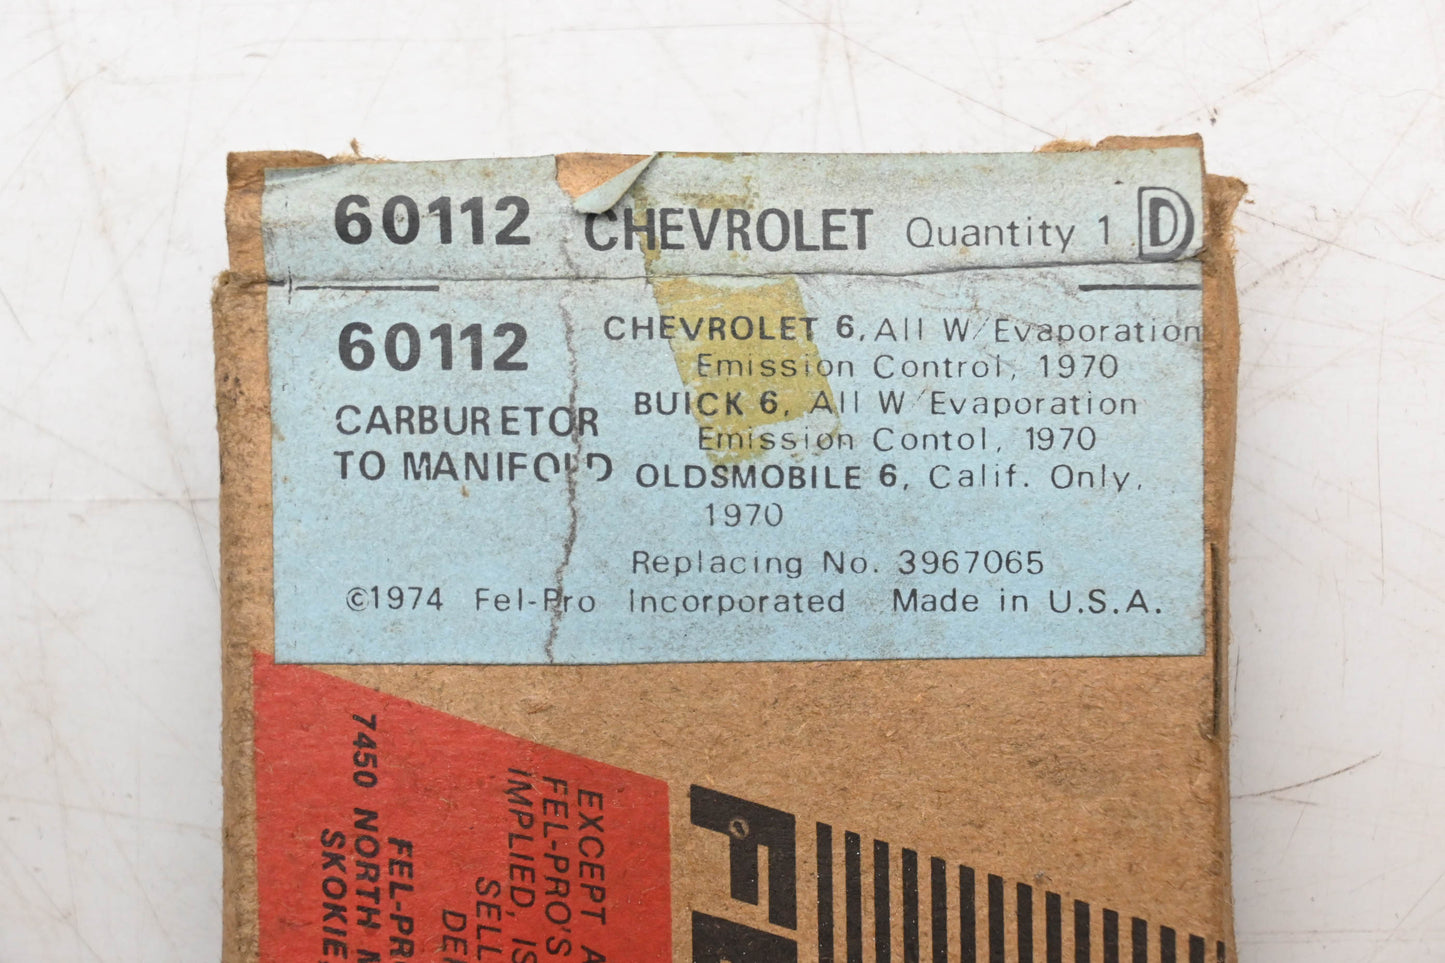 60112 CHEVROLET Quantity 1 D
60112
CARBURETOR
TO MANIFOLD
CHEVROLET 6, All W/Evaporation
Emission Control, 1970
BUICK 6, All W/Evaporation
Emission Contol, 1970
OLDSMOBILE 6, Calif. Only,
1970
Replacing No. 3967065
©1974 Fel-Pro Incorporated Made in U.S.A.
EXCEPT
FEL-PRO'S
IMPLIED, IS
SELL
FEL-PR
7450 NORTH
SKOKIE